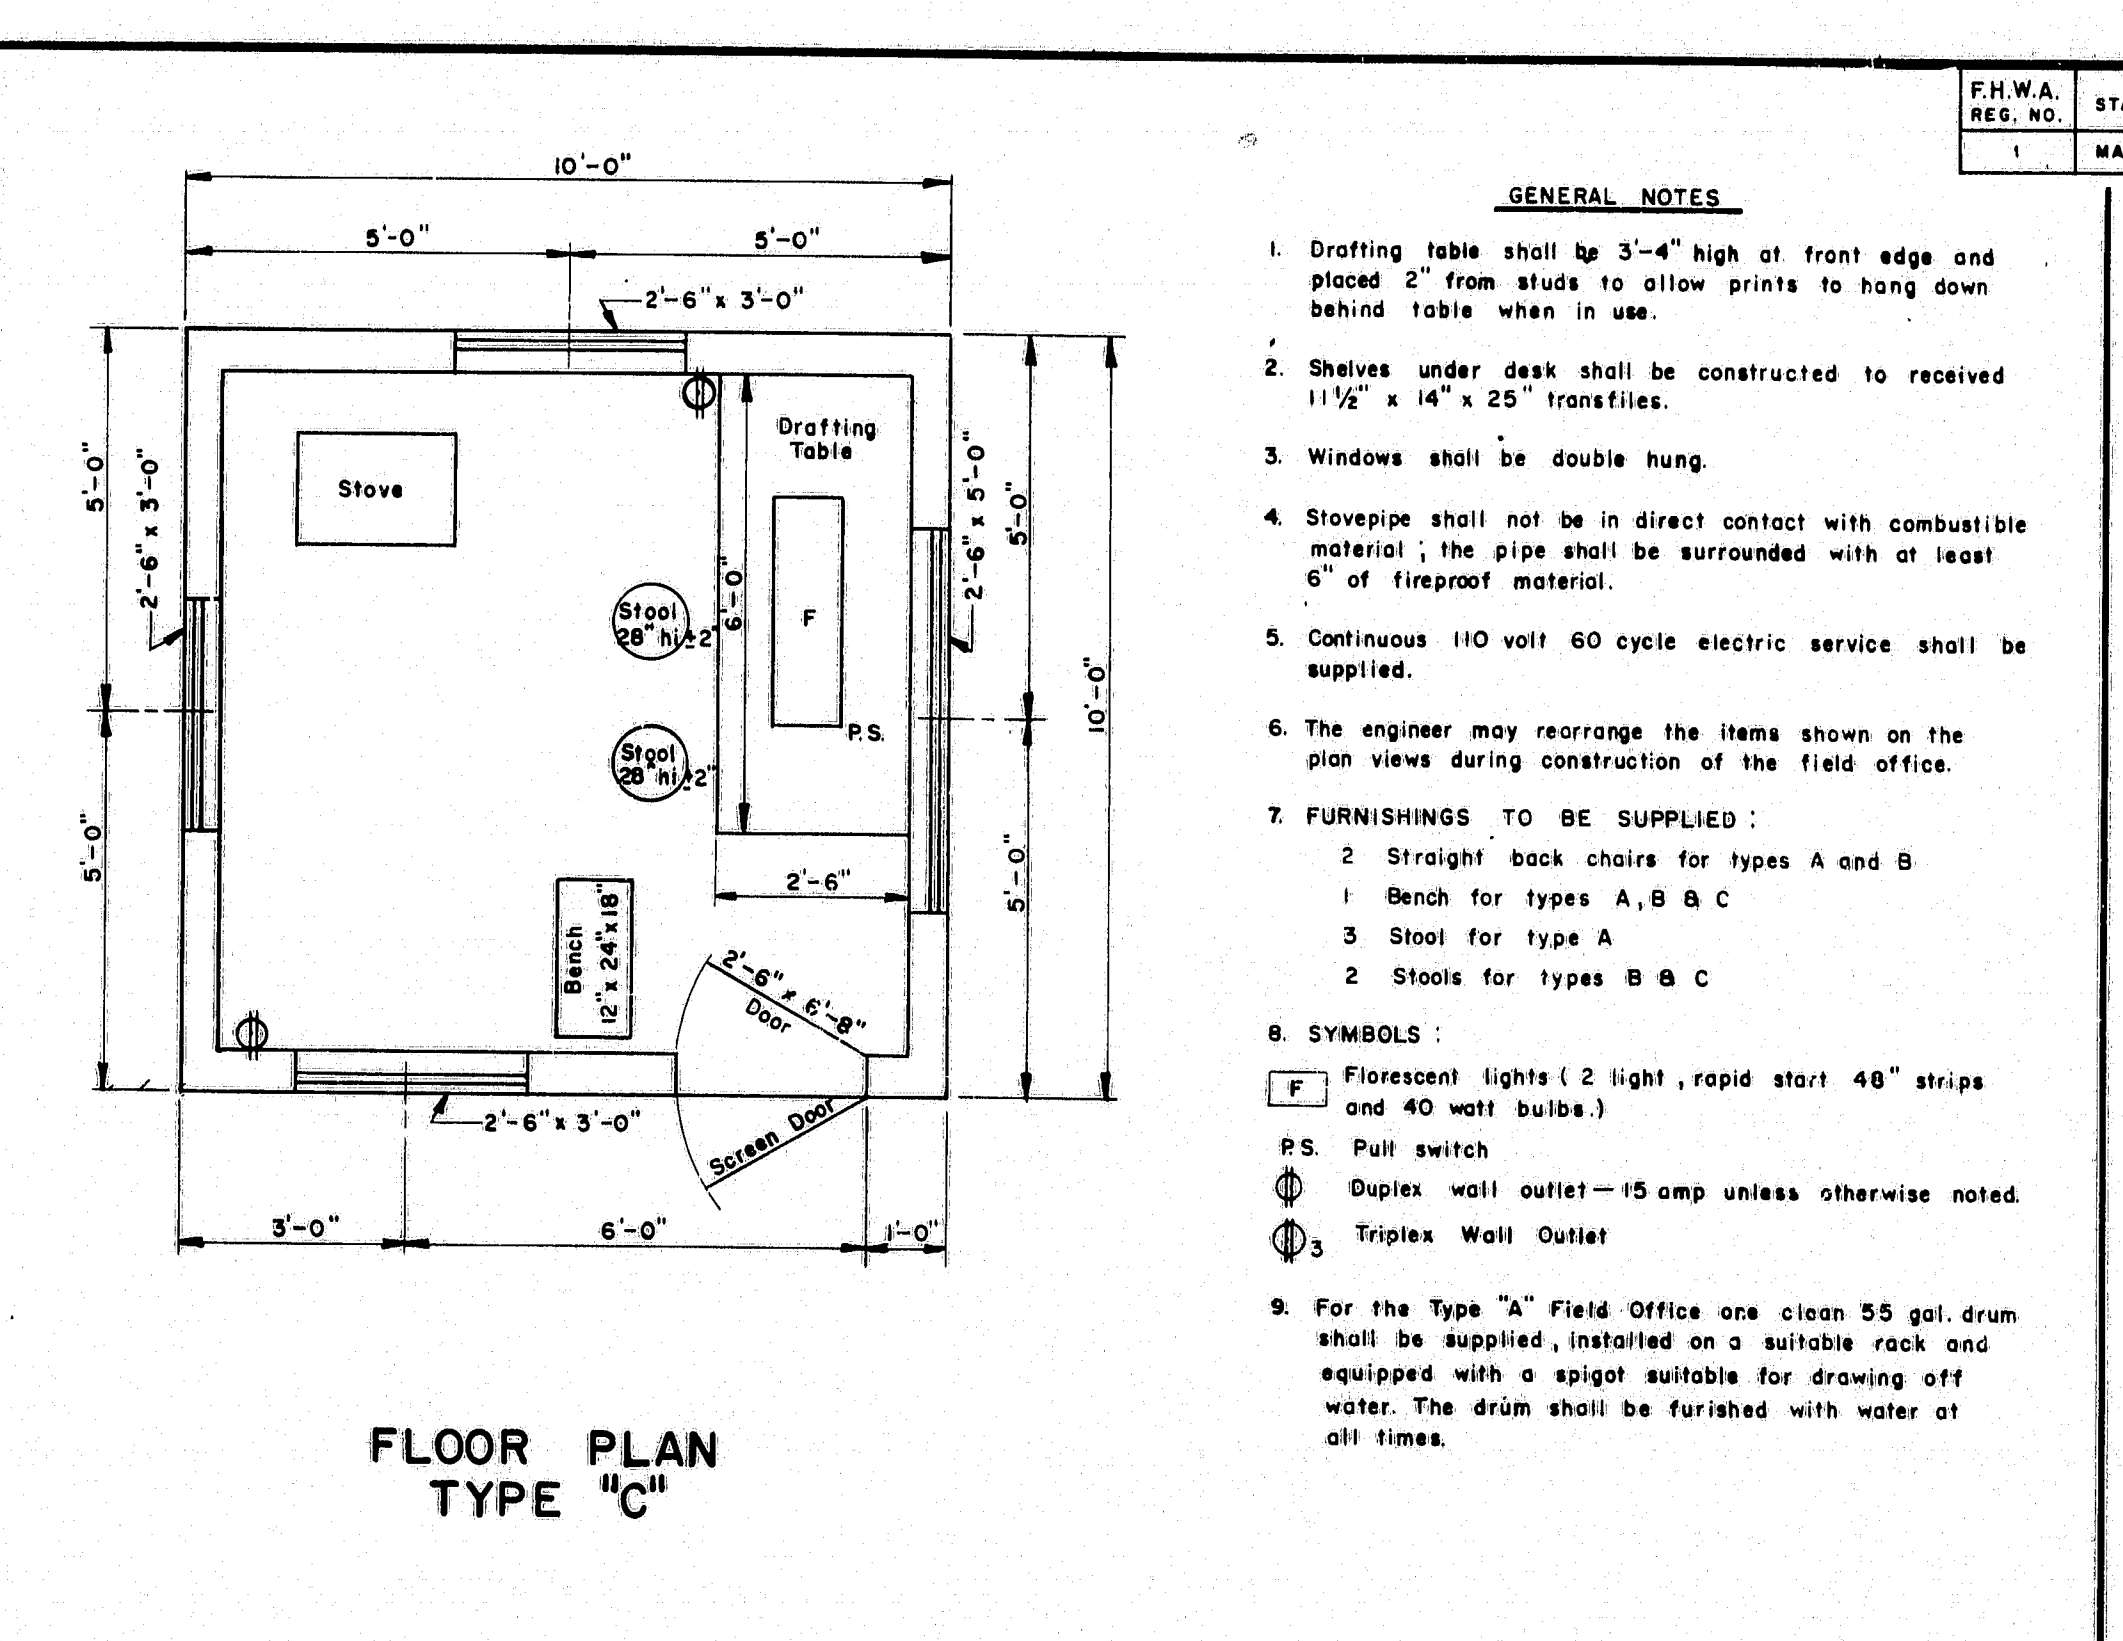 F.H.W.A.
REG. NO.
1
10'-0"
5'-0"
5'-0"
2'-6" x 3'-0"
5'-0"
2'-6" x 3'-0"
Stove
Drafting
Table
6'-0"
F
P.S.
Stool
28" hi ±2"
Stool
28" hi ±2"
2'-6" x 5'-0"
5'-0"
10'-0"
5'-0"
5'-0"
2'-6"
Bench
12" x 24" x 18"
2'-6" x 6'-8"
Door
Screen Door
2'-6" x 3'-0"
3'-0"
6'-0"
1'-0"
FLOOR PLAN
TYPE "C"
GENERAL NOTES
1. Drafting table shall be 3'-4" high at front edge and
placed 2" from studs to allow prints to hang down
behind table when in use.
2. Shelves under desk shall be constructed to received
11 1/2" x 14" x 25" transfiles.
3. Windows shall be double hung.
4. Stovepipe shall not be in direct contact with combustible
material ; the pipe shall be surrounded with at least
6" of fireproof material.
5. Continuous 110 volt 60 cycle electric service shall be
supplied.
6. The engineer may rearrange the items shown on the
plan views during construction of the field office.
7. FURNISHINGS TO BE SUPPLIED :
2 Straight back chairs for types A and B
1 Bench for types A, B & C
3 Stool for type A
2 Stools for types B & C
8. SYMBOLS :
F Florescent lights ( 2 light , rapid start 48" strips
and 40 watt bulbs.)
P.S. Pull switch
Duplex wall outlet — 15 amp unless otherwise noted.
3 Triplex Wall Outlet
9. For the Type "A" Field Office one clean 55 gal. drum
shall be supplied , installed on a suitable rack and
equipped with a spigot suitable for drawing off
water. The drum shall be furished with water at
all times.